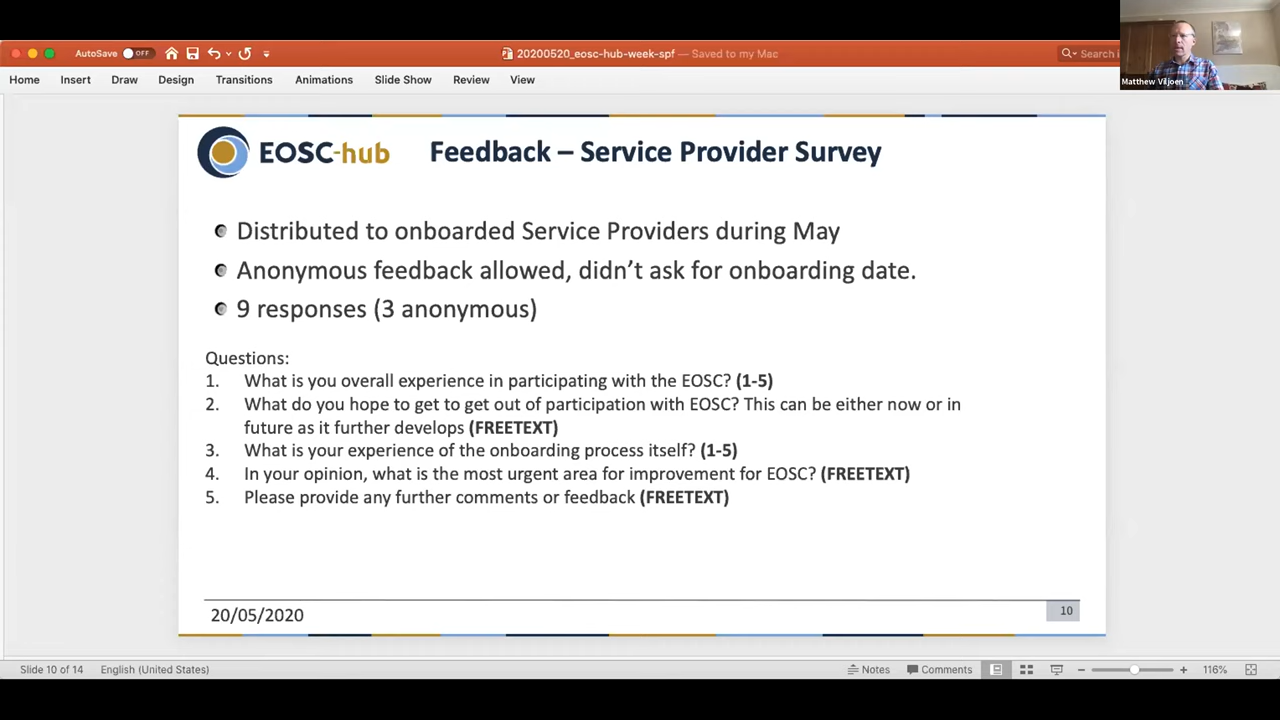 AutoSave OFF
20200520_eosc-hub-week-spf — Saved to my Mac
Search i
Matthew Viljoen
Home Insert Draw Design Transitions Animations Slide Show Review View
EOSC-hub
Feedback – Service Provider Survey
Distributed to onboarded Service Providers during May
Anonymous feedback allowed, didn't ask for onboarding date.
9 responses (3 anonymous)
Questions:
1. What is you overall experience in participating with the EOSC? (1-5)
2. What do you hope to get to get out of participation with EOSC? This can be either now or in
future as it further develops (FREETEXT)
3. What is your experience of the onboarding process itself? (1-5)
4. In your opinion, what is the most urgent area for improvement for EOSC? (FREETEXT)
5. Please provide any further comments or feedback (FREETEXT)
20/05/2020
10
Slide 10 of 14 English (United States) Notes Comments 116%